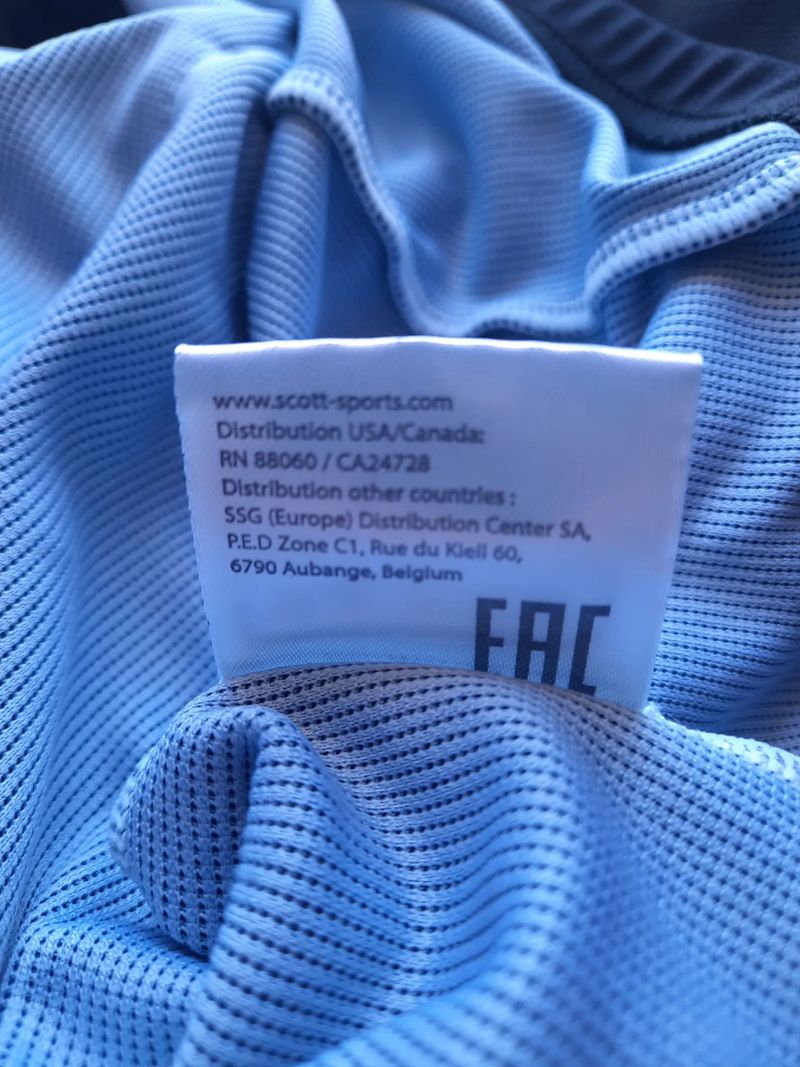 www.scott-sports.com
Distribution USA/Canada:
RN 88060 / CA24728
Distribution other countries :
SSG (Europe) Distribution Center SA,
P.E.D Zone C1, Rue du Kiell 60,
6790 Aubange, Belgium
EAC